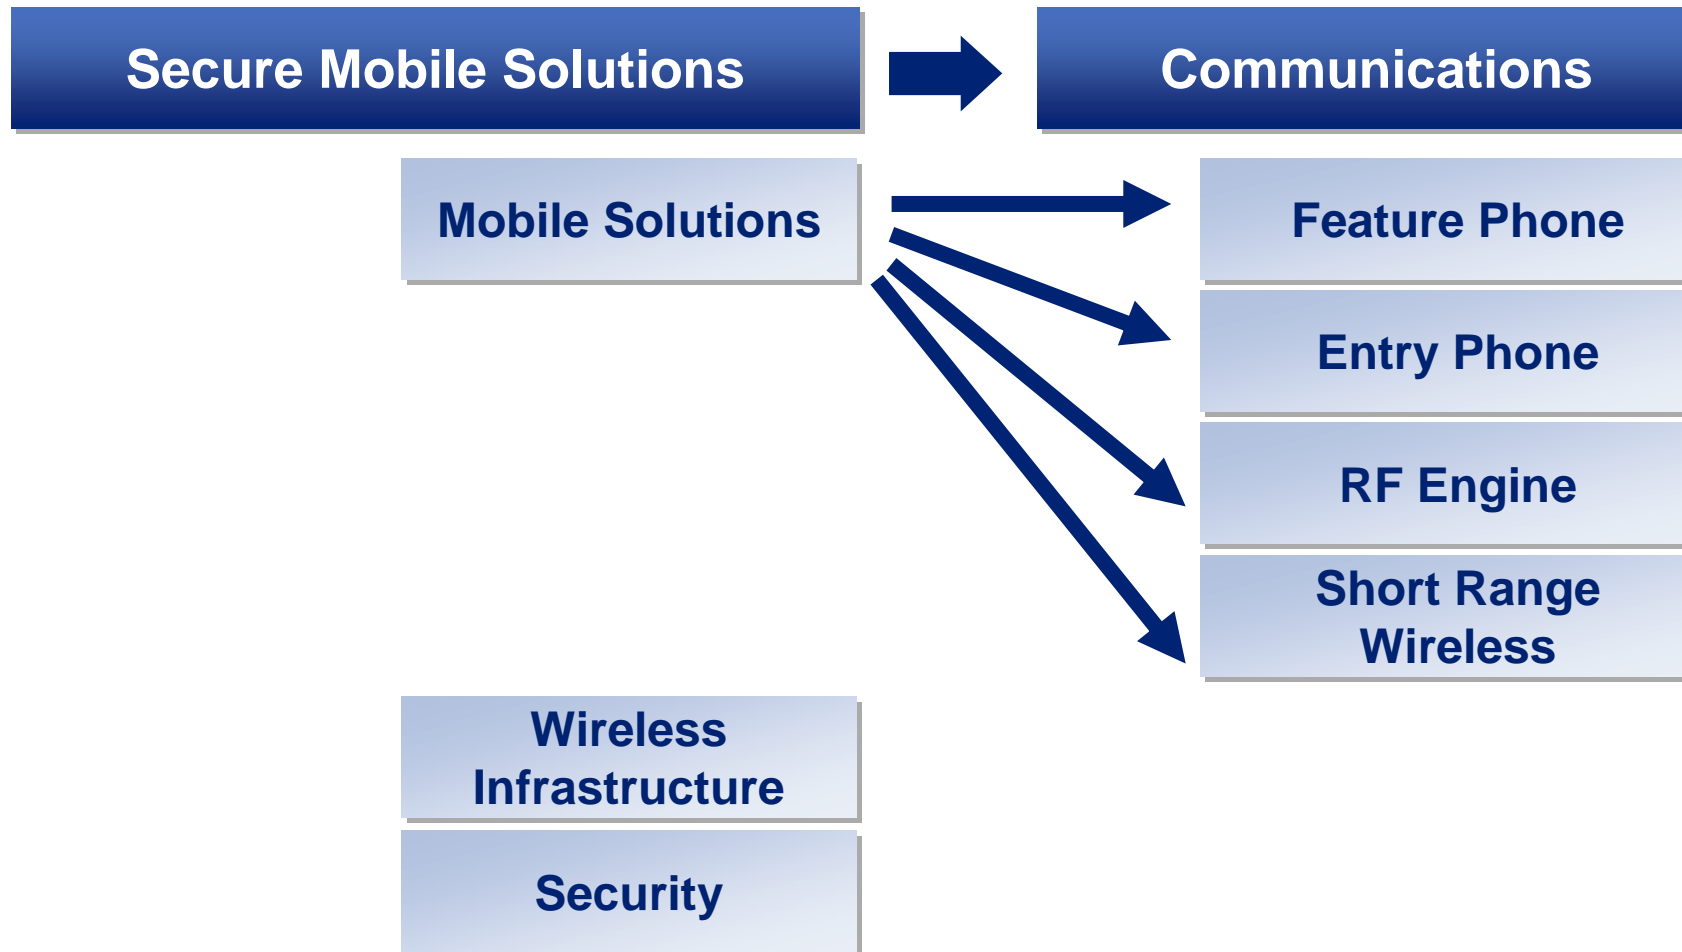 Secure Mobile Solutions
Communications
Mobile Solutions
Feature Phone
Entry Phone
RF Engine
Short Range
Wireless
Wireless
Infrastructure
Security